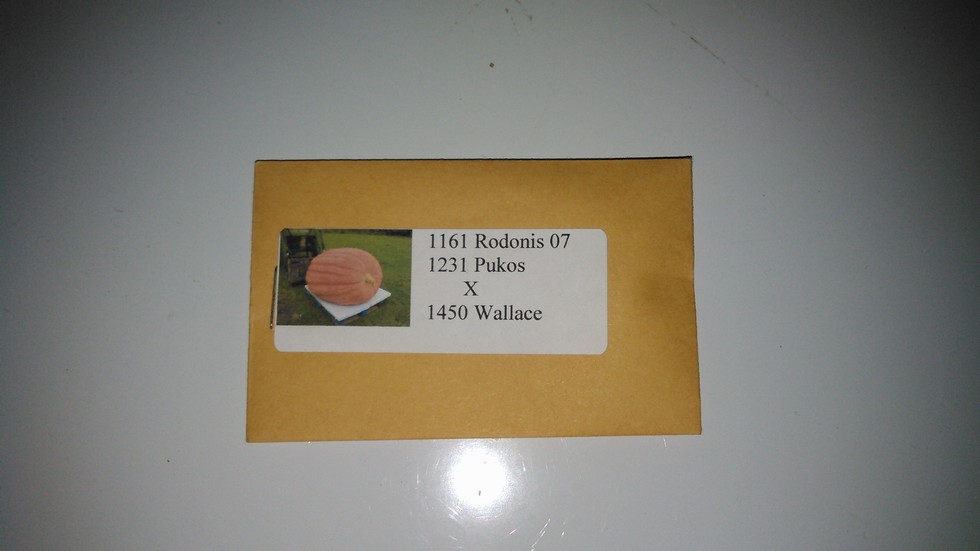 1161 Rodonis 07
1231 Pukos
X
1450 Wallace